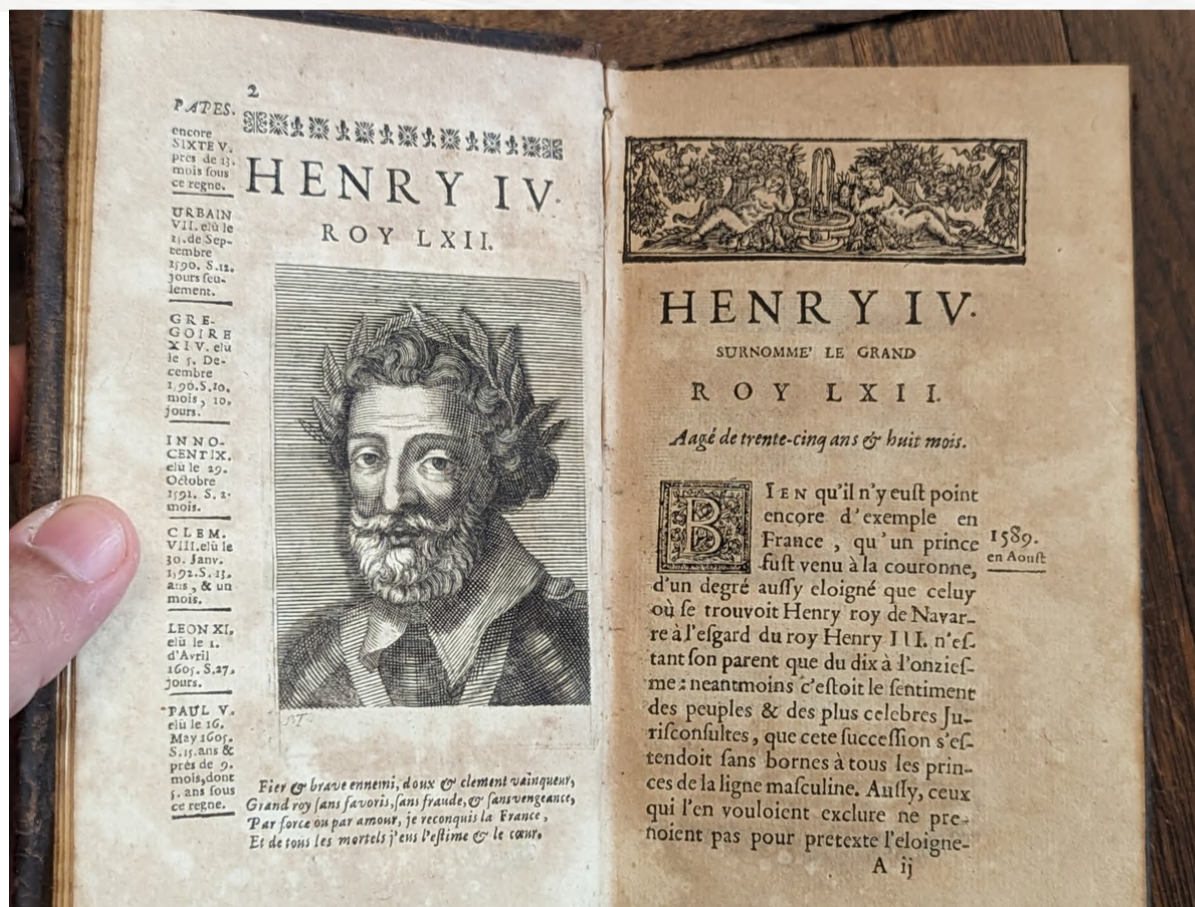 2
PAPES.
encore
SIXTE V.
prés de 13.
mois sous
ce regne.
URBAIN
VII. elû le
15. de Sep-
tembre
1590. S.12.
jours seu-
lement.
GRE-
GOIRE
XIV. elû
le 5. De-
cembre
1590.S.10.
mois, 10.
jours.
INNO-
CENT IX.
elû le 29.
Octobre
1591. S. 2.
mois.
CLEM.
VIII. elû le
30. Janv.
1592.S. 13.
ans, & un
mois.
LEON XI.
elû le 1.
d'Avril
1605. S.27.
jours.
PAUL V.
elû le 16.
May 1605.
S.15.ans &
prés de 9.
mois,dont
5. ans sous
ce regne.
HENRY IV.
ROY LXII.
Fier & brave ennemi, doux & clement vainqueur,
Grand roy sans favoris, sans fraude, & sans vengeance,
Par force ou par amour, je reconquis la France,
Et de tous les mortels j'eus l'estime & le cœur.
HENRY IV.
SURNOMME' LE GRAND
ROY LXII.
Aagé de trente-cinq ans & huit mois.
BIEN qu'il n'y eust point
encore d'exemple en
France , qu'un prince
fust venu à la couronne,
d'un degré aussy eloigné que celuy
où se trouvoit Henry roy de Navar-
re à l'esgard du roy Henry III. n'es-
tant son parent que du dix à l'onzies-
me : neantmoins c'estoit le sentiment
des peuples & des plus celebres Ju-
risconsultes, que cete succession s'es-
tendoit sans bornes à tous les prin-
ces de la ligne masculine. Aussy, ceux
qui l'en vouloient exclure ne pre-
noient pas pour pretexte l'eloigne-
A ij
1589.
en Aoust